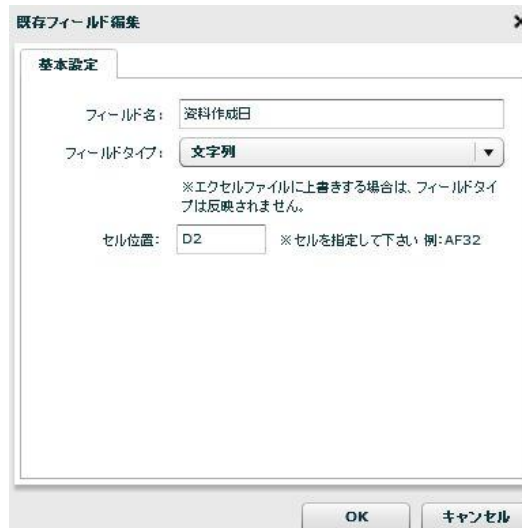 既存フィールド編集
基本設定
フィールド名: 資料作成日
フィールドタイプ: 文字列
※エクセルファイルに上書きする場合は、フィールドタイ
プは反映されません。
セル位置: D2 ※セルを指定して下さい 例:AF32
OK キャンセル